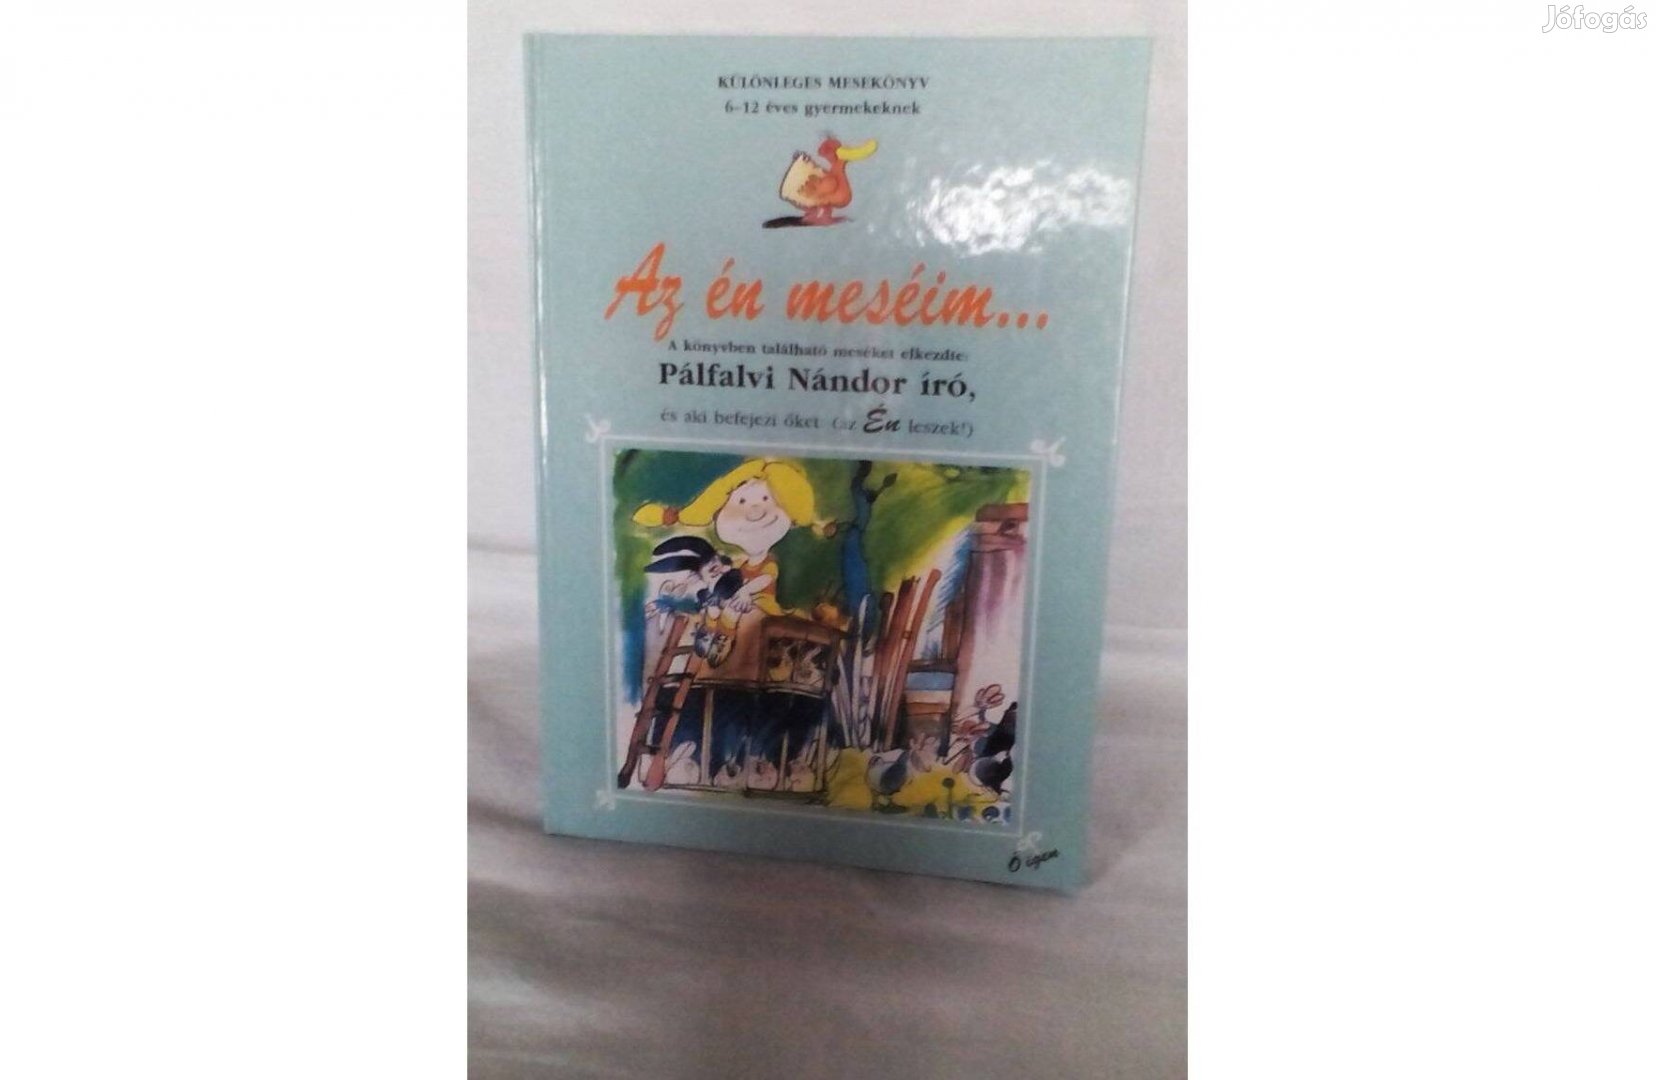 Jófogás
KÜLÖNLEGES MESEKÖNYV
6-12 éves gyermekeknek
Az én meséim...
A könyvben található meséket elkezdte:
Pálfalvi Nándor író,
és aki befejezi őket (az Én leszek!)
Ó igen